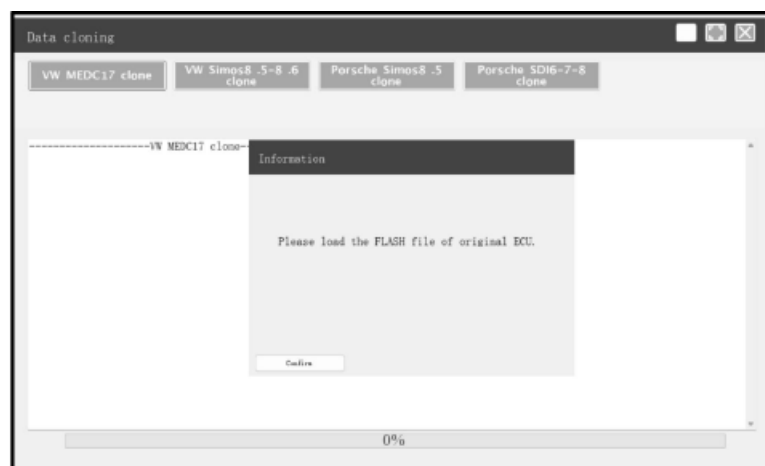 Data cloning
VW MEDC17 clone
VW Simos8 .5-8 .6
clone
Porsche Simos8 .5
clone
Porsche SDI6-7-8
clone
--------------------VW MEDC17 clone-
Information
Please load the FLASH file of original ECU.
Confirm
0%